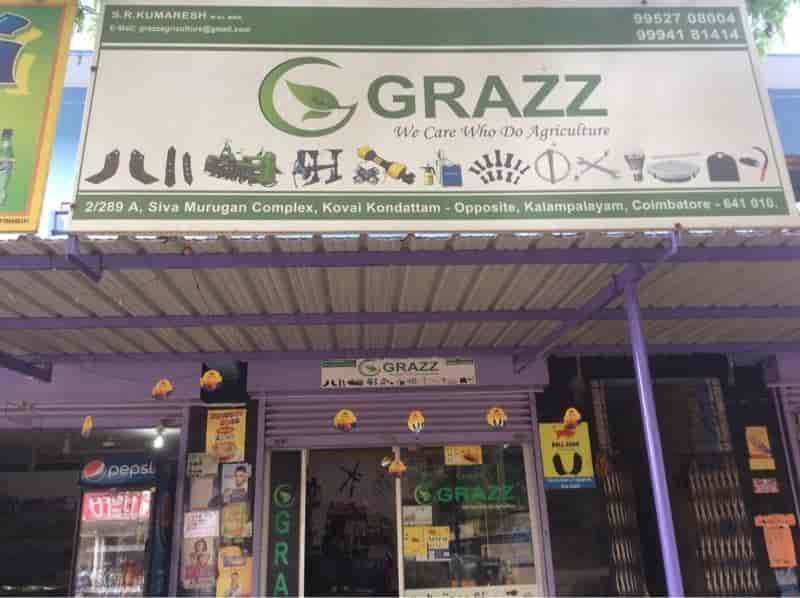 S.R.KUMARESH
99527 08004
E-Mail: grazzagriculture@gmail.com
99941 81414
GRAZZ
We Care Who Do Agriculture
2/289 A, Siva Murugan Complex, Kovai Kondattam - Opposite, Kalampalayam, Coimbatore - 641 010.
GRAZZ
pepsi
GRAZZ
GRA